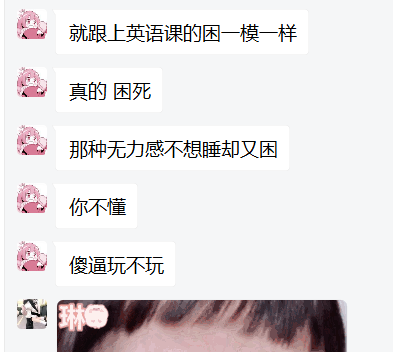 就跟上英语课的困一模一样
真的 困死
那种无力感不想睡却又困
你不懂
傻逼玩不玩
琳